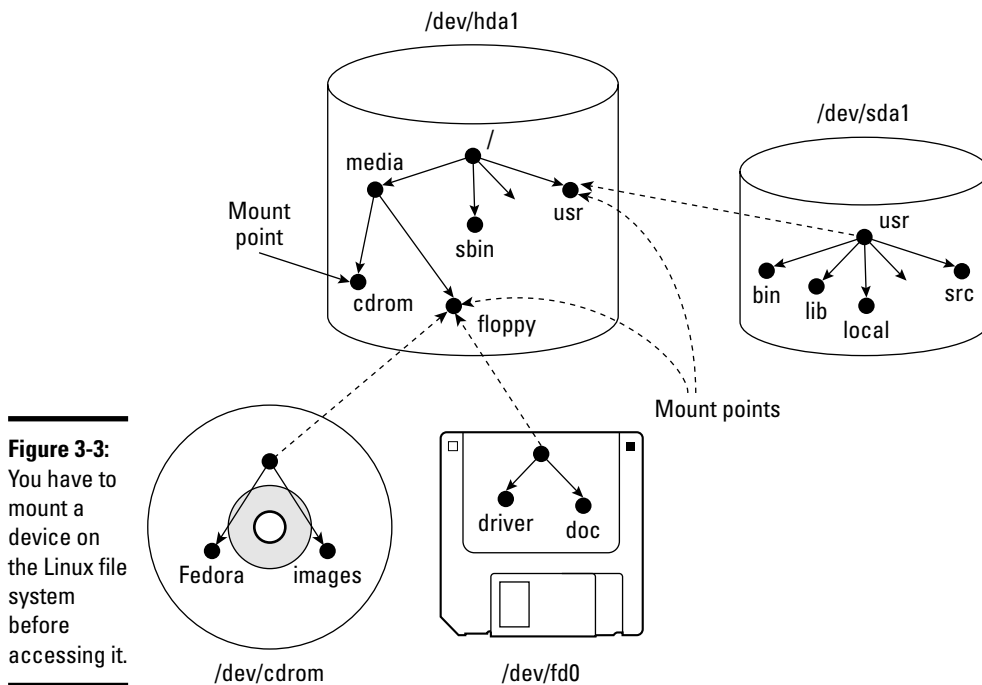 /dev/hda1
/dev/sda1
/
media
usr
Mount
point
sbin
cdrom
floppy
usr
bin
lib
local
src
Mount points
Figure 3-3:
You have to
mount a
device on
the Linux file
system
before
accessing it.
Fedora
images
driver
doc
/dev/cdrom
/dev/fd0